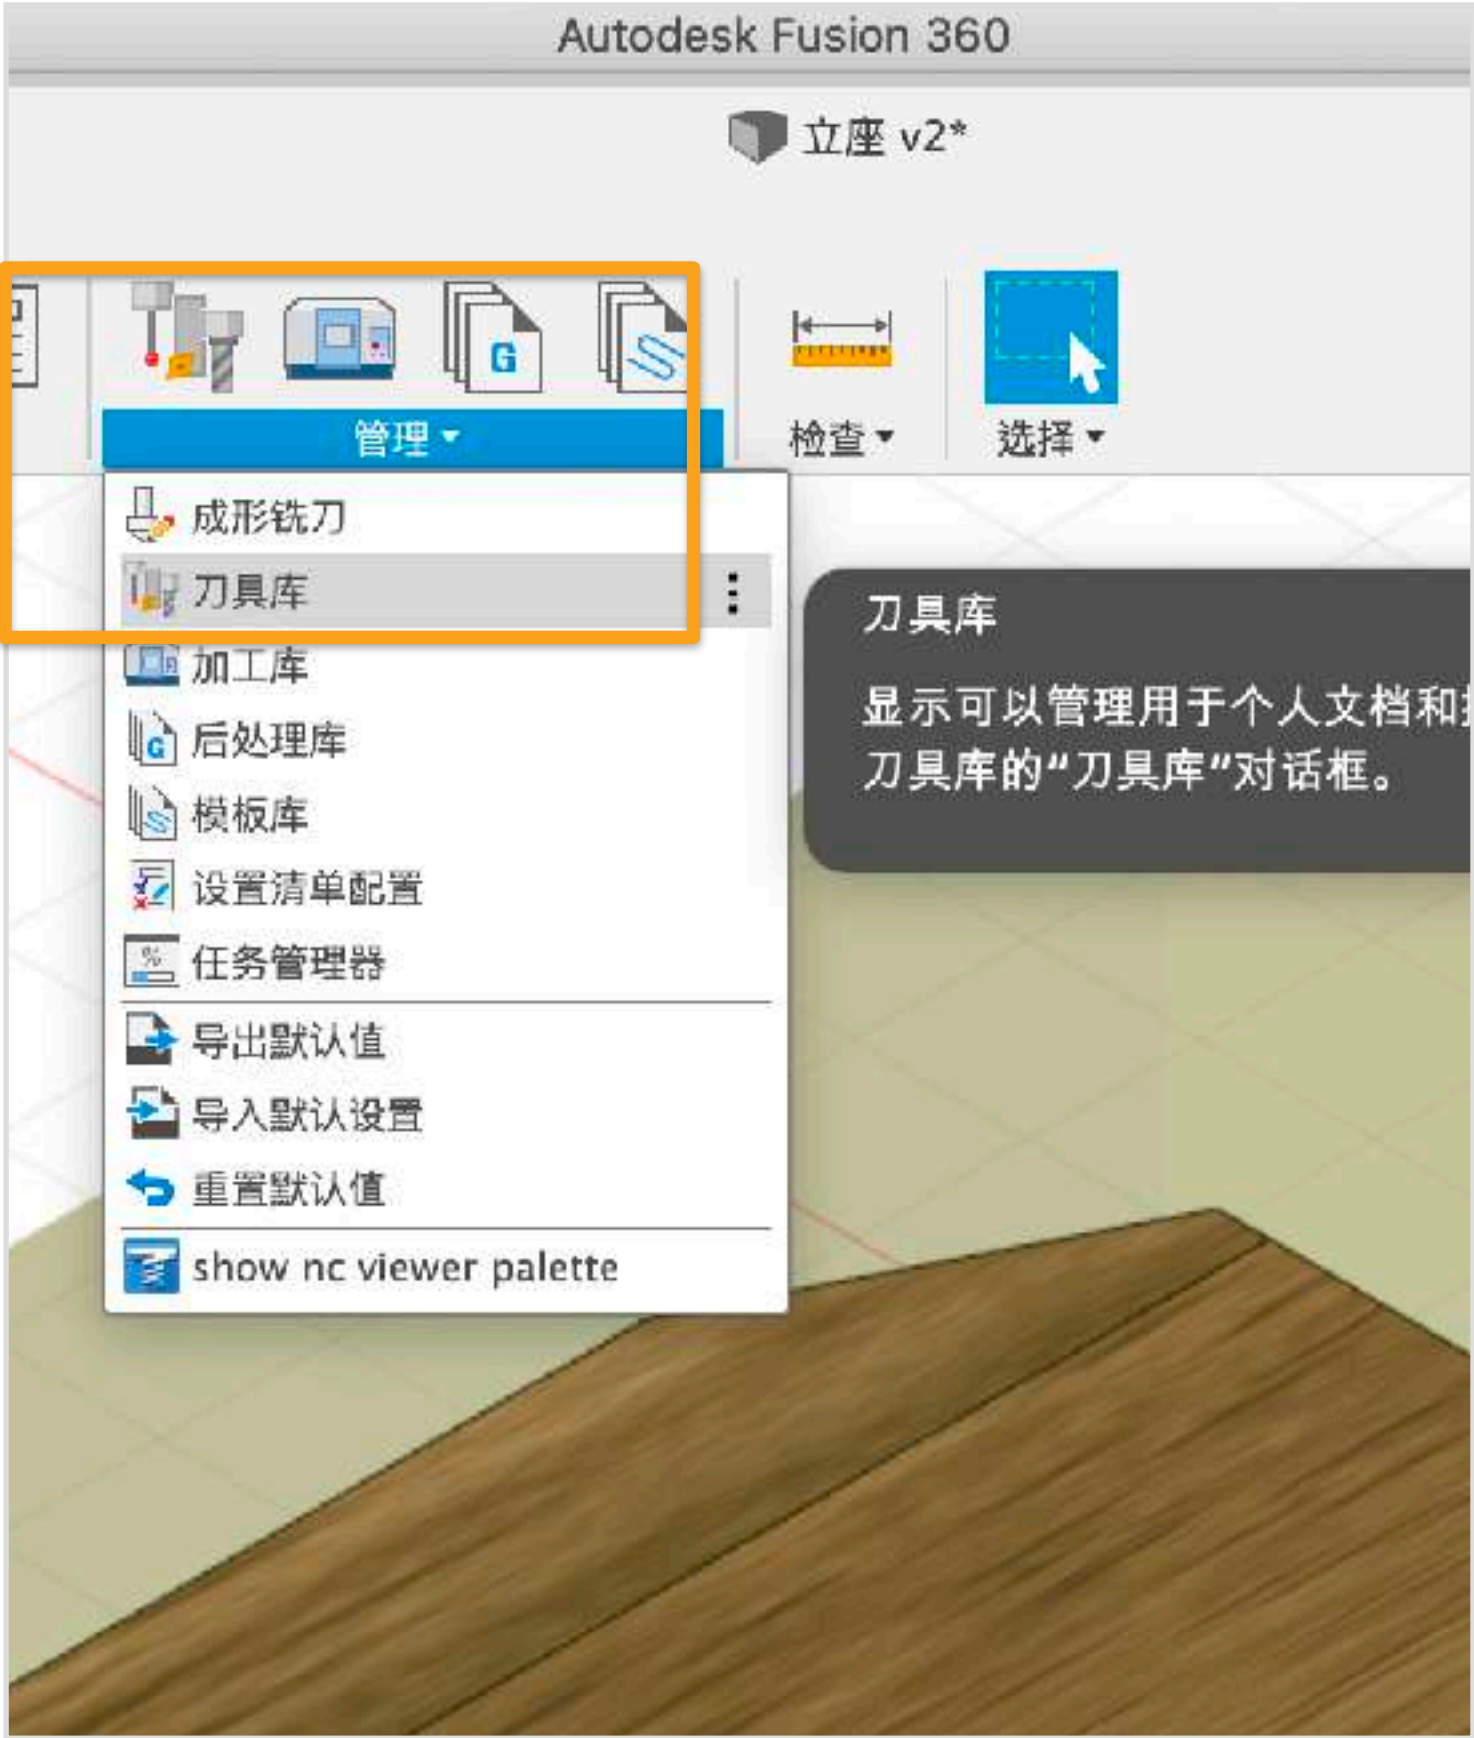 Autodesk Fusion 360
立座 v2*
管理
检查
选择
成形铣刀
刀具库
加工库
后处理库
模板库
设置清单配置
任务管理器
导出默认值
导入默认设置
重置默认值
show nc viewer palette
刀具库
显示可以管理用于个人文档和
刀具库的“刀具库”对话框。